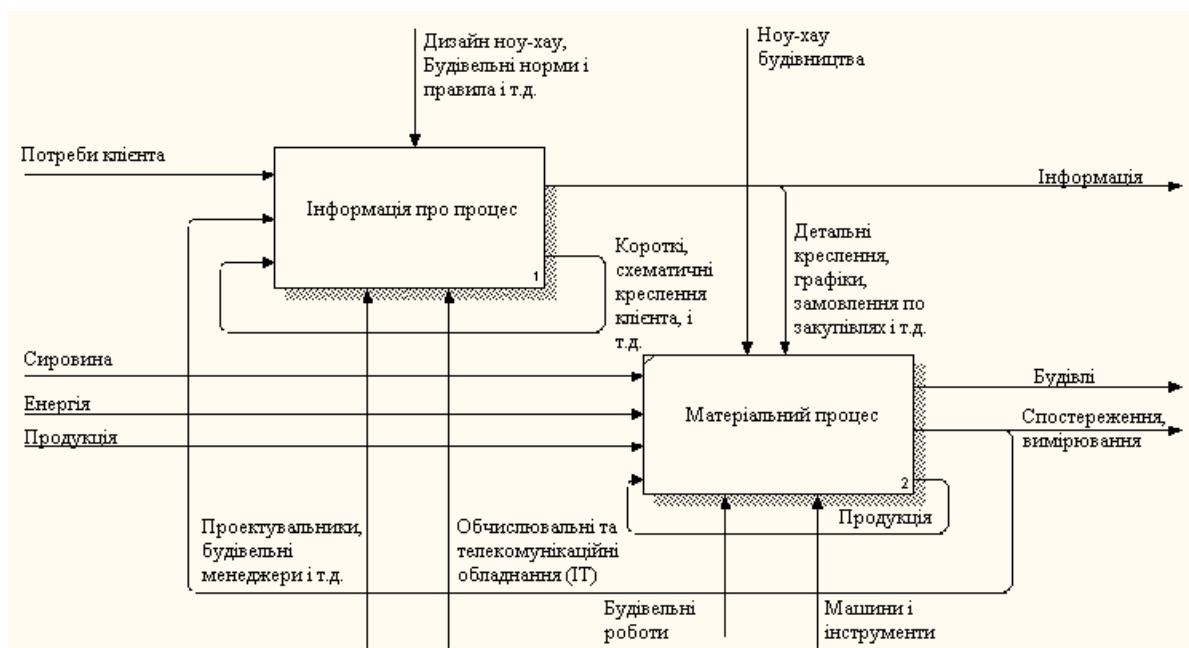 Дизайн ноу-хау,
Будівельні норми і
правила і т.д.
Ноу-хау
будівництва
Потреби клієнта
Інформація
Інформація про процес
1
Короткі,
схематичні
креслення
клієнта, і
т.д.
Детальні
креслення,
графіки,
замовлення по
закупівлях і т.д.
Сировина
Енергія
Продукція
Матеріальний процес
2
Будівлі
Спостереження,
вимірювання
Продукція
Проектувальники,
будівельні
менеджери і т.д.
Обчислювальні та
телекомунікаційні
обладнання (ІТ)
Будівельні
роботи
Машини і
інструменти